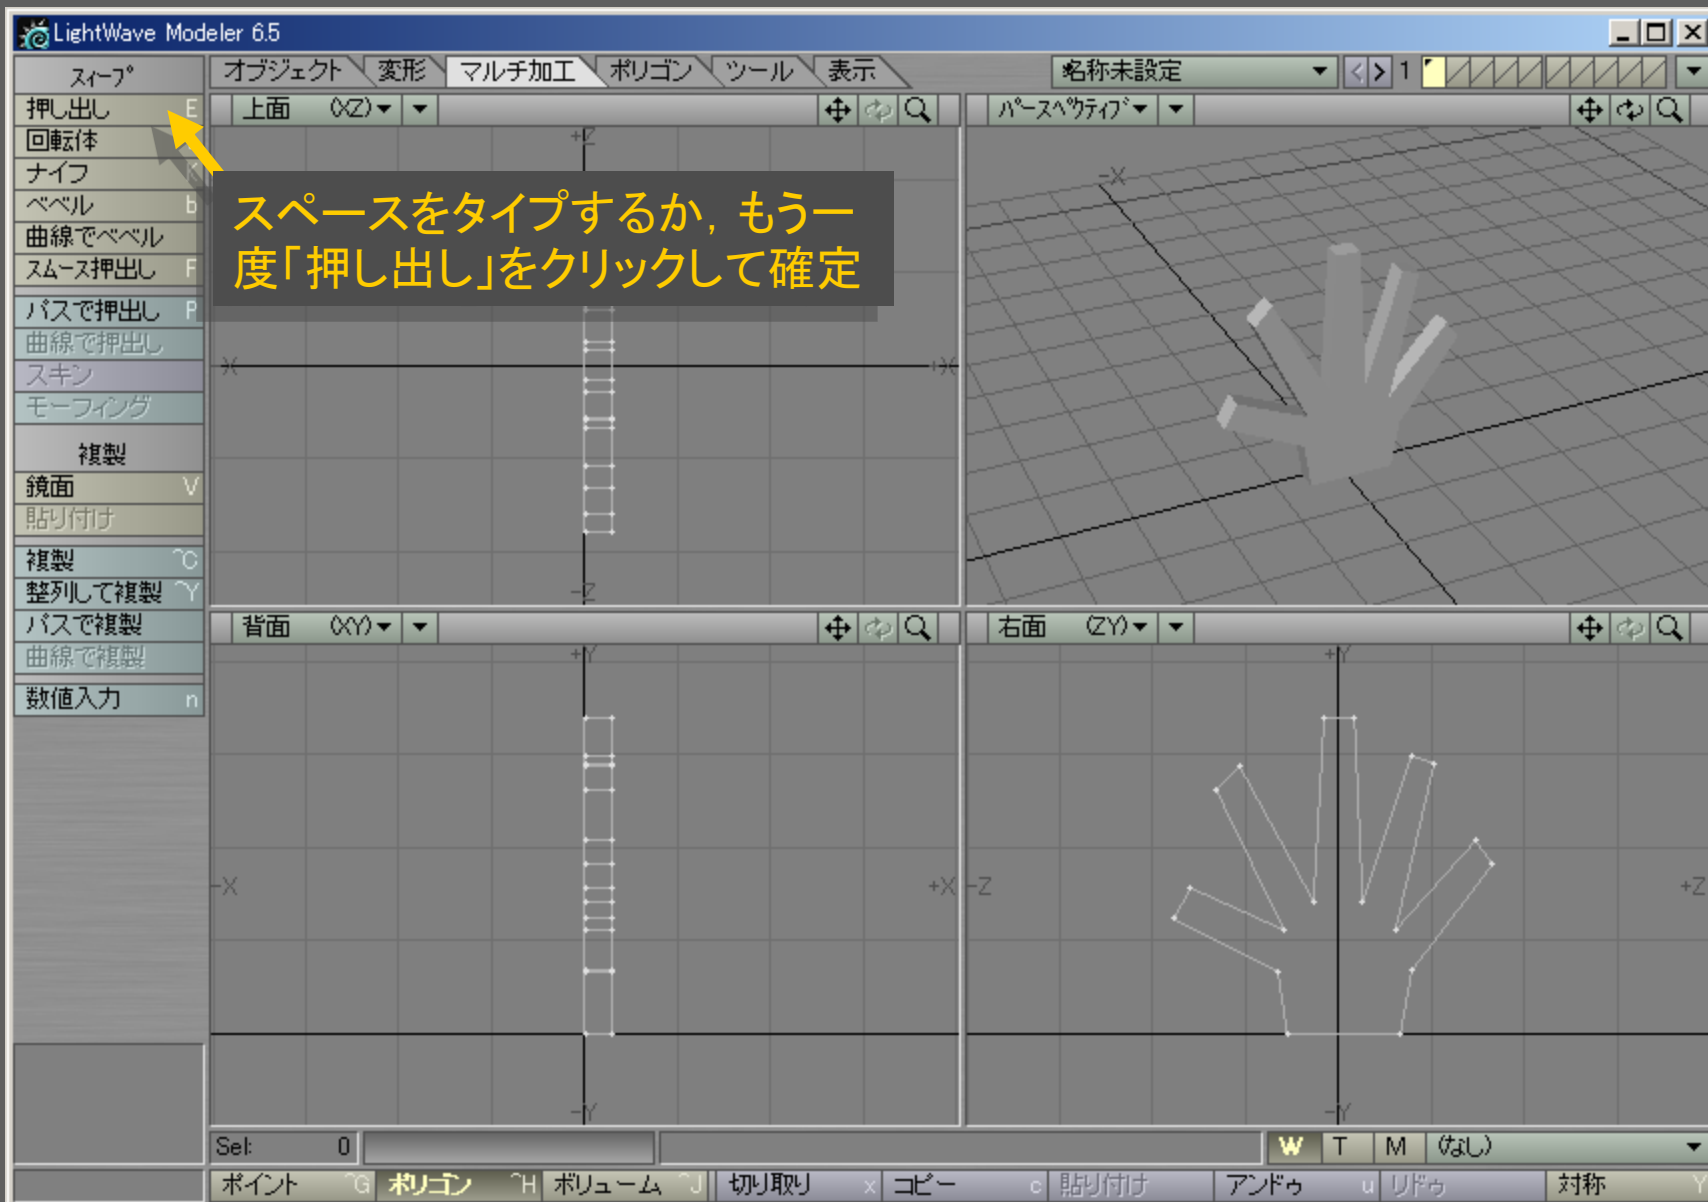 LightWave Modeler 6.5
スイープ
オブジェクト 変形 マルチ加工 ポリゴン ツール 表示
名称未設定
1
押し出し E
回転体
ナイフ K
ベベル b
曲線でベベル
スムース押出し F
パスで押出し P
曲線で押出し
スキン
モーフィング
複製
鏡面 V
貼り付け
複製 ^C
整列して複製 ^Y
パスで複製
曲線で複製
数値入力 n
上面 (XZ)
パースペクティブ
スペースをタイプするか，もう一
度「押し出し」をクリックして確定
+Z
-X
+X
-Z
-X
背面 (XY)
右面 (ZY)
+Y
-X
+X
-Y
+Y
-Z
+Z
-Y
Sel: 0
W T M (なし)
ポイント ^G ポリゴン ^H ボリューム ^J 切り取り x コピー c 貼り付け アンドゥ u リドゥ 対称 Y